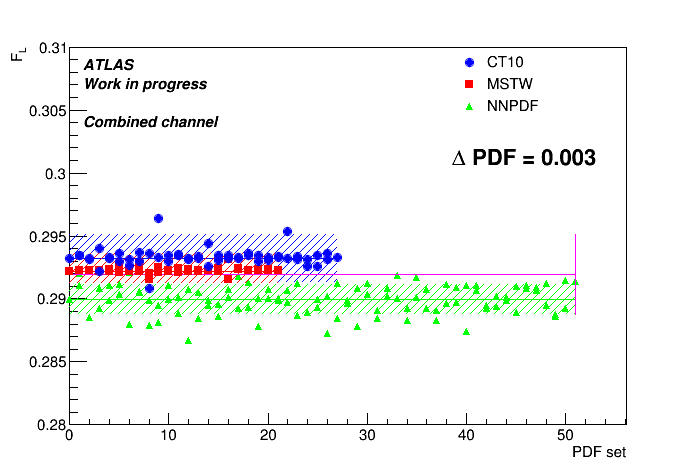 F_L
0.31
ATLAS
CT10
Work in progress
MSTW
0.305
NNPDF
Combined channel
Δ PDF = 0.003
0.3
0.295
0.29
0.285
0.28
0 10 20 30 40 50
PDF set